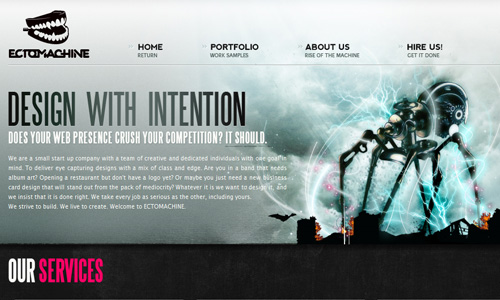 ECTOMACHINE
HOME
RETURN
PORTFOLIO
WORK SAMPLES
ABOUT US
RISE OF THE MACHINE
HIRE US!
GET IT DONE
DESIGN WITH INTENTION
DOES YOUR WEB PRESENCE CRUSH YOUR COMPETITION? IT SHOULD.
We are a small start up company with a team of creative and dedicated individuals with one goal in
mind. To deliver eye capturing designs with a mix of class and edge. Are you in a band that needs
album art? Opening a restaurant but don't have a logo yet? Or maybe you just need a new business
card design that will stand out from the pack of mediocrity? Whatever it is we want to design it, and
we insist that it is done right. We take every job as serious as the other, including yours.
We strive to build. We live to create. Welcome to ECTOMACHINE.
OUR SERVICES